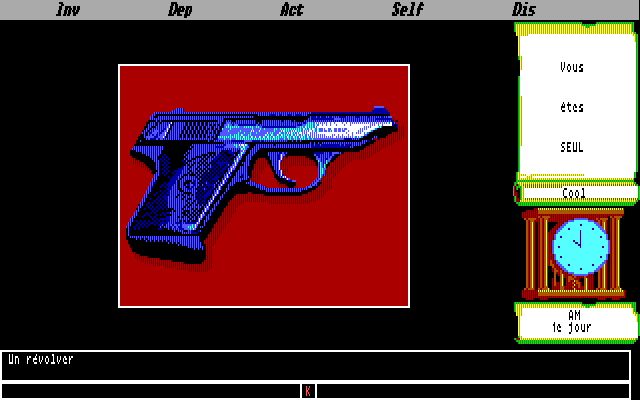 Inv Dep Act Self Dis
Vous
êtes
SEUL
Cool
AM
1e jour
Un révolver
K